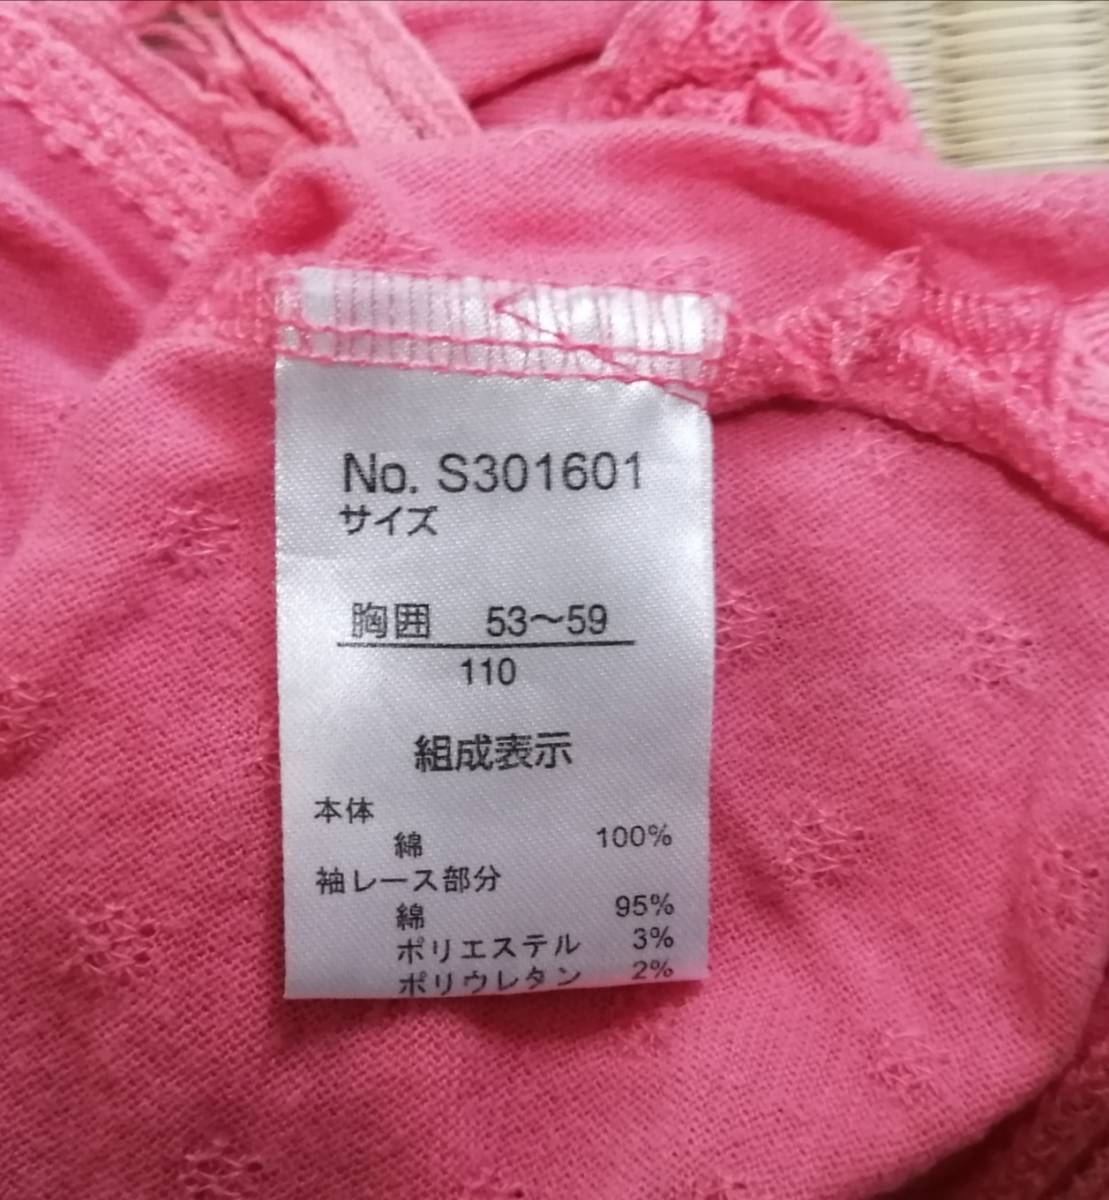 No. S301601
サイズ
胸囲 53〜59
110
組成表示
本体
綿 100%
袖レース部分
綿 95%
ポリエステル 3%
ポリウレタン 2%